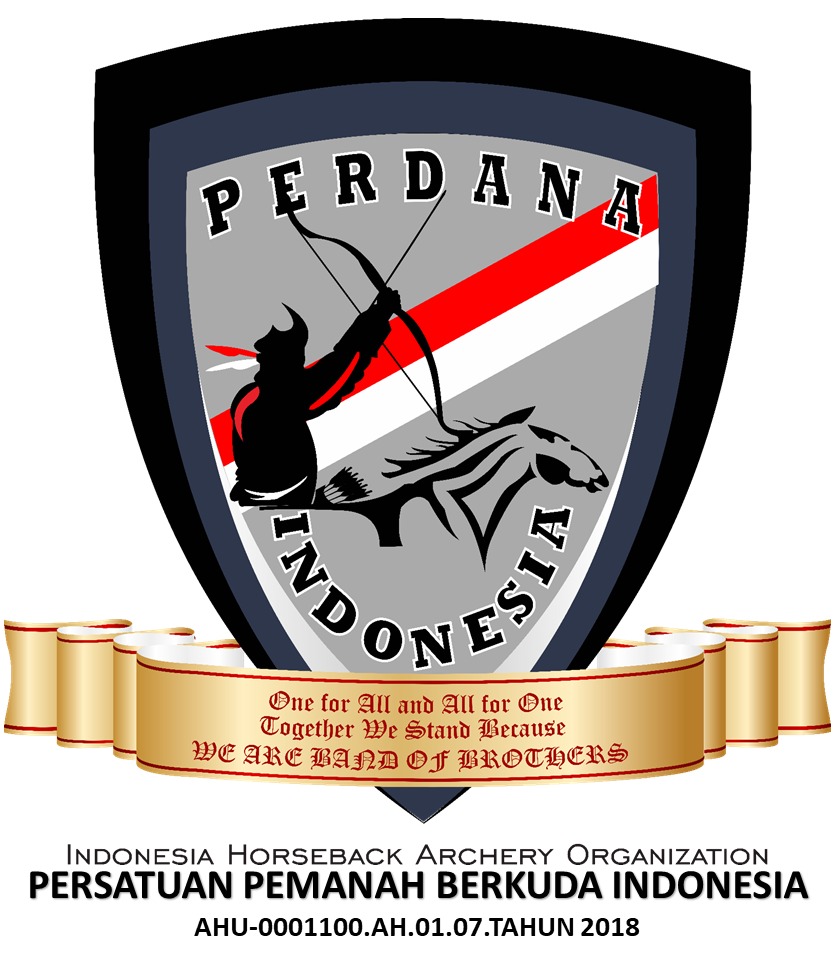 PERDANA
INDONESIA
One for All and All for One
Together We Stand Because
WE ARE BAND OF BROTHERS
INDONESIA HORSEBACK ARCHERY ORGANIZATION
PERSATUAN PEMANAH BERKUDA INDONESIA
AHU-0001100.AH.01.07.TAHUN 2018